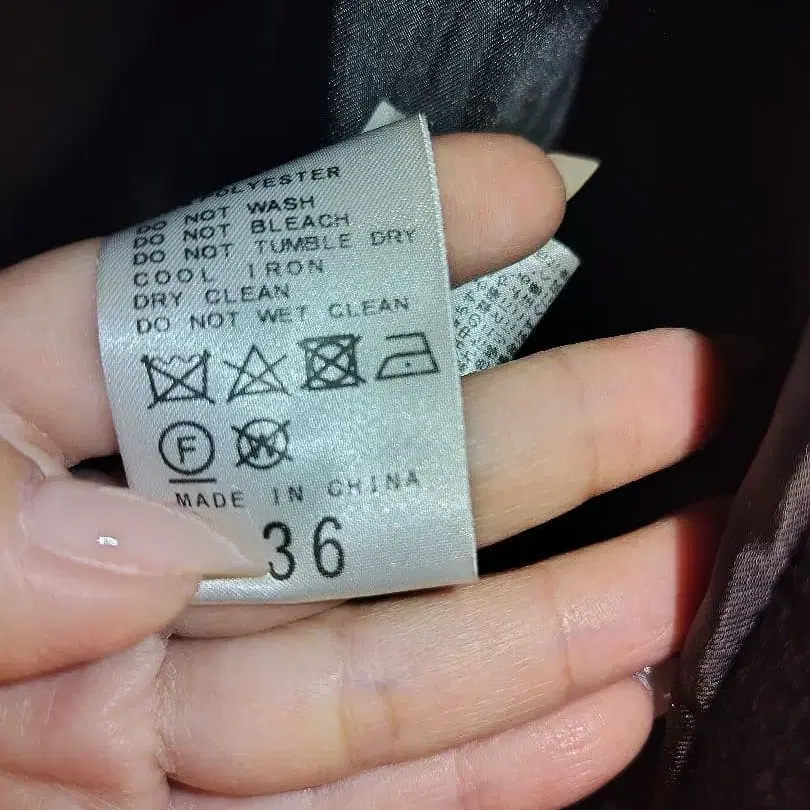 POLYESTER
DO NOT WASH
DO NOT BLEACH
DO NOT TUMBLE DRY
COOL IRON
DRY CLEAN
DO NOT WET CLEAN
F W
MADE IN CHINA
36